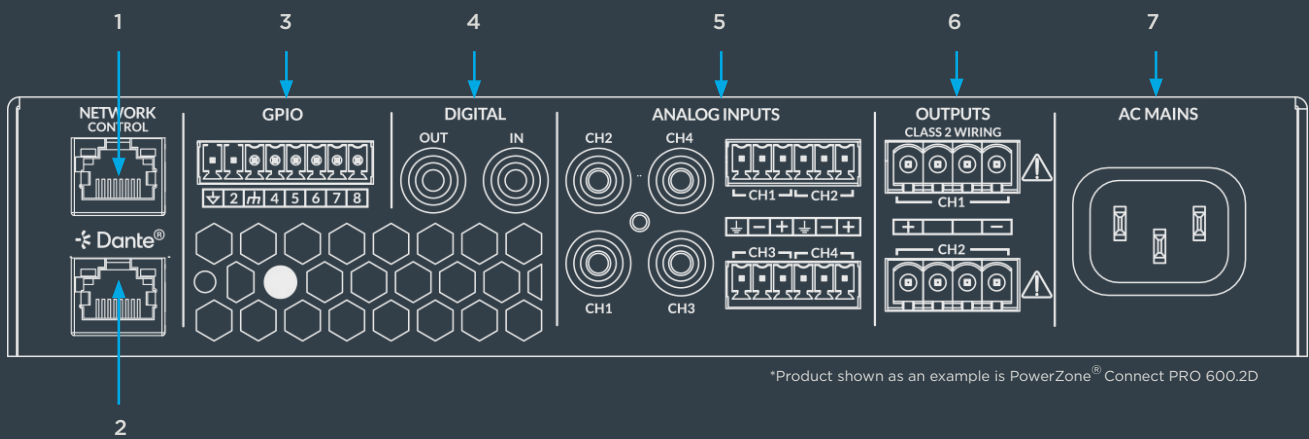 1
3
4
5
6
7
NETWORK
CONTROL
GPIO
DIGITAL
ANALOG INPUTS
OUTPUTS
CLASS 2 WIRING
AC MAINS
OUT
IN
CH2
CH4
CH1
CH2
CH1
2 4 5 6 7 8
Dante®
+ −
− + − +
CH3
CH4
CH2
CH1
CH3
*Product shown as an example is PowerZone® Connect PRO 600.2D
2